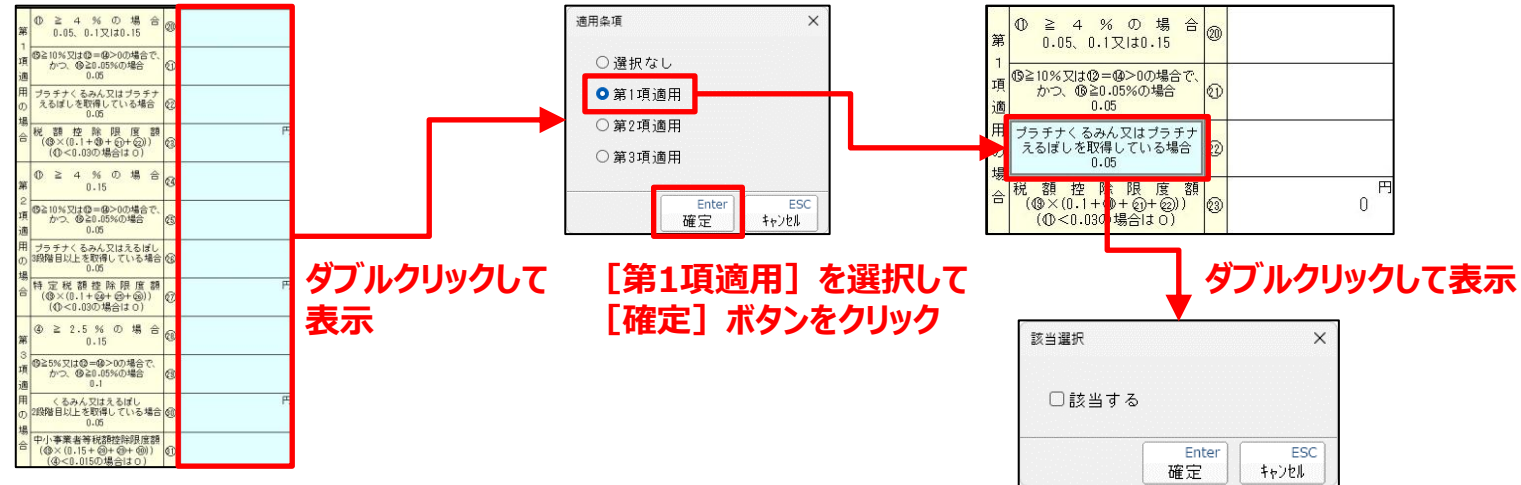 第1項適用の場合
⑪ ≧ 4 % の 場 合
0.05、0.1又は0.15
⑳
⑮≧10%又は⑫=⑭>0の場合で、
かつ、⑯≧0.05%の場合
0.05
㉑
プラチナくるみん又はプラチナ
えるぼしを取得している場合
0.05
㉒
税 額 控 除 限 度 額
(⑲×(0.1+⑳+㉑+㉒))
(⑪<0.03の場合は0)
㉓
円
第2項適用の場合
⑪ ≧ 4 % の 場 合
0.15
㉔
⑮≧10%又は⑫=⑭>0の場合で、
かつ、⑯≧0.05%の場合
0.05
㉕
プラチナくるみん又はえるぼし
3段階目以上を取得している場合
0.05
㉖
特 定 税 額 控 除 限 度 額
(⑲×(0.1+㉔+㉕+㉖))
(⑪<0.03の場合は0)
㉗
円
第3項適用の場合
④ ≧ 2.5 % の 場 合
0.15
㉘
⑮≧5%又は⑫=⑭>0の場合で、
かつ、⑯≧0.05%の場合
0.1
㉙
くるみん又はえるぼし
2段階目以上を取得している場合
0.05
㉚
円
中小事業者等税額控除限度額
(⑲×(0.15+㉘+㉙+㉚))
(④<0.015の場合は0)
㉛
ダブルクリックして
表示
適用条項
×
選択なし
第1項適用
第2項適用
第3項適用
Enter
確定
ESC
キャンセル
[第1項適用]を選択して
[確定]ボタンをクリック
第1項適用の場合
⑪ ≧ 4 % の 場 合
0.05、0.1又は0.15
⑳
⑮≧10%又は⑫=⑭>0の場合で、
かつ、⑯≧0.05%の場合
0.05
㉑
プラチナくるみん又はプラチナ
えるぼしを取得している場合
0.05
㉒
税 額 控 除 限 度 額
(⑲×(0.1+⑳+㉑+㉒))
(⑪<0.03の場合は0)
㉓
円
0
ダブルクリックして表示
該当選択
×
該当する
Enter
確定
ESC
キャンセル